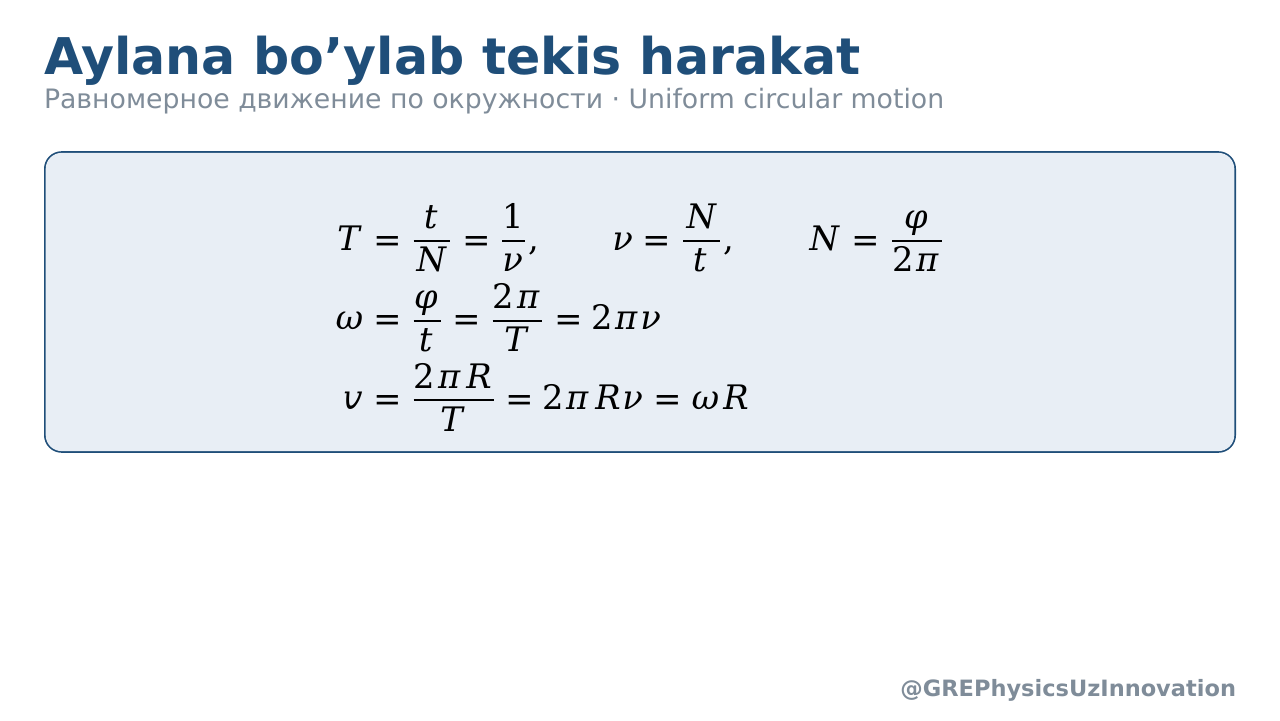 Aylana bo’ylab tekis harakat
Равномерное движение по окружности · Uniform circular motion
T = t/N = 1/ν, ν = N/t, N = φ/2π
ω = φ/t = 2π/T = 2πν
v = 2πR/T = 2πRν = ωR
@GREPhysicsUzInnovation